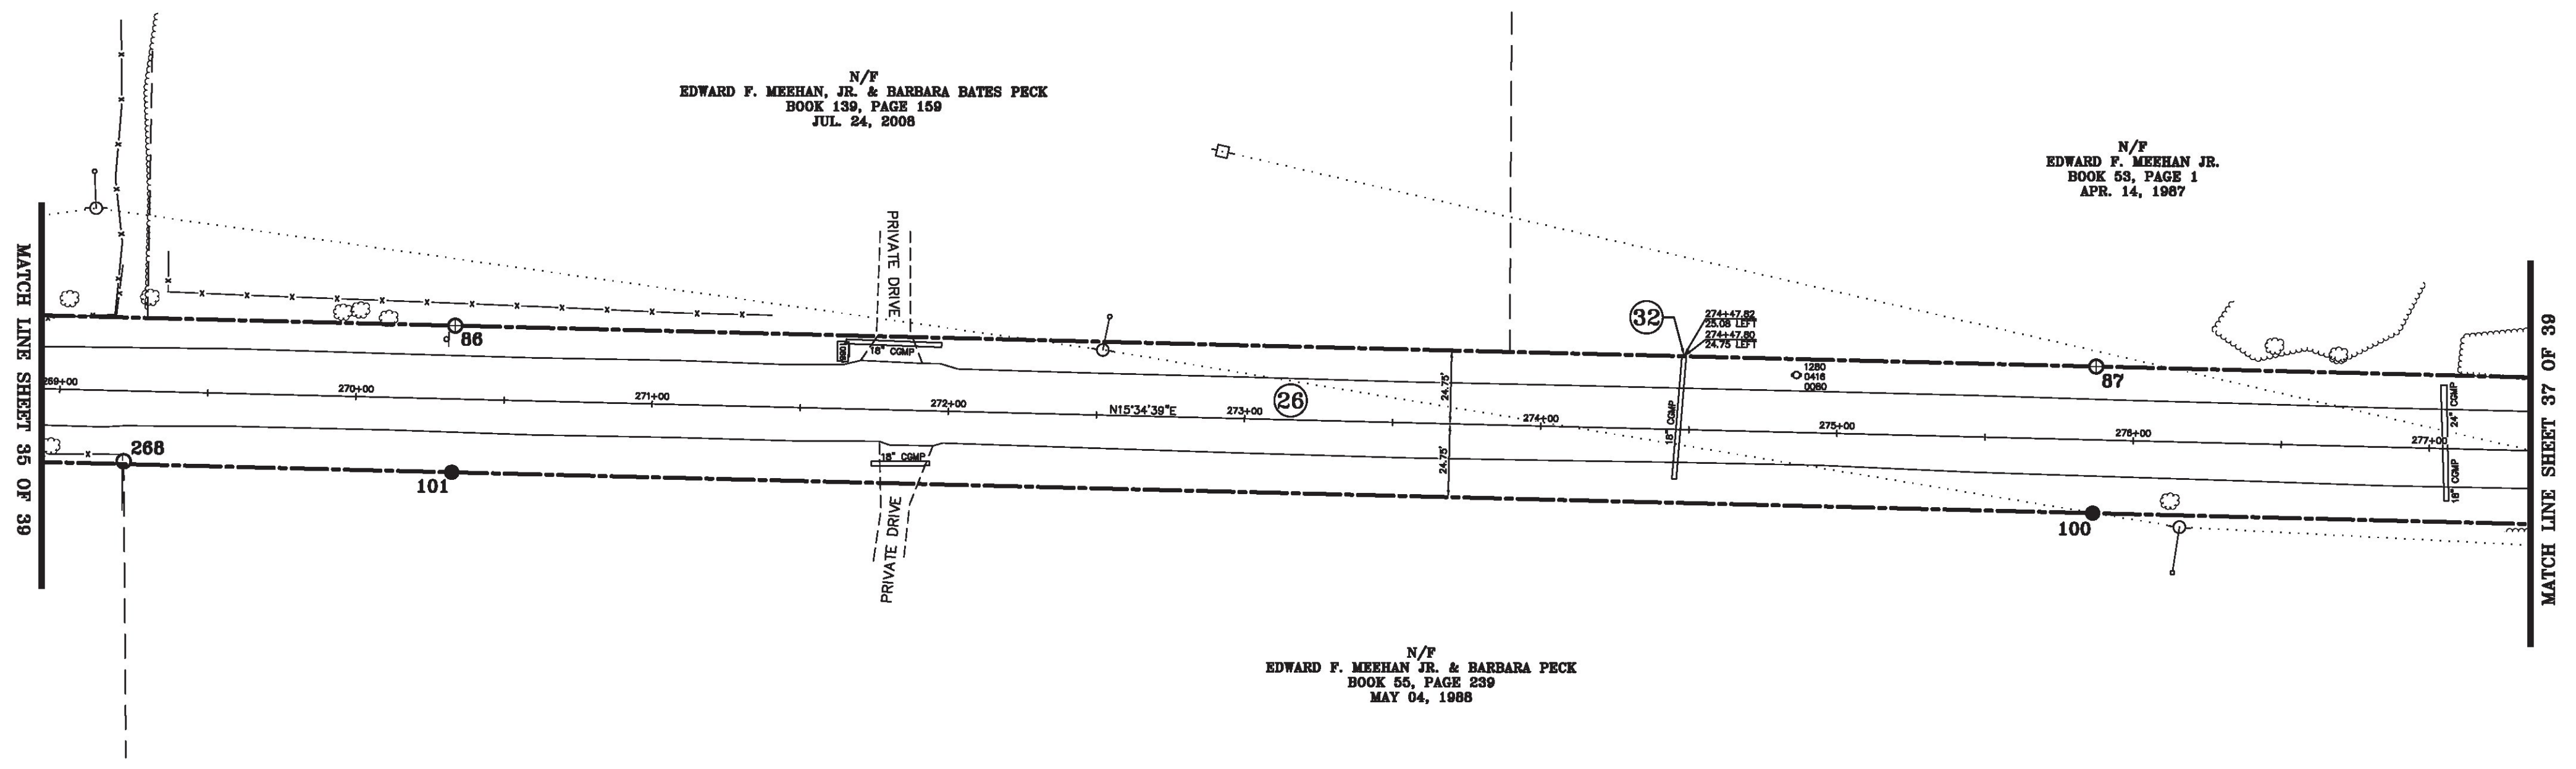 N/F
EDWARD F. MEEHAN, JR. & BARBARA BATES PECK
BOOK 139, PAGE 159
JUL. 24, 2008
N/F
EDWARD F. MEEHAN JR.
BOOK 53, PAGE 1
APR. 14, 1987
MATCH LINE SHEET 35 OF 39
PRIVATE DRIVE
86
18" CGMP
32
274+47.82
25.08 LEFT
274+47.80
24.75 LEFT
1280
0416
0080
87
24" CGMP
269+00
270+00
271+00
272+00
N15°34'39"E
273+00
26
24.75'
24.75'
274+00
18" CGMP
275+00
276+00
277+00
18" CGMP
268
101
18" CGMP
PRIVATE DRIVE
100
MATCH LINE SHEET 37 OF 39
N/F
EDWARD F. MEEHAN JR. & BARBARA PECK
BOOK 55, PAGE 239
MAY 04, 1988